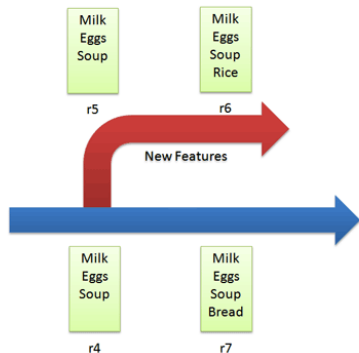 Milk
Eggs
Soup
r5
Milk
Eggs
Soup
Rice
r6
New Features
Milk
Eggs
Soup
r4
Milk
Eggs
Soup
Bread
r7